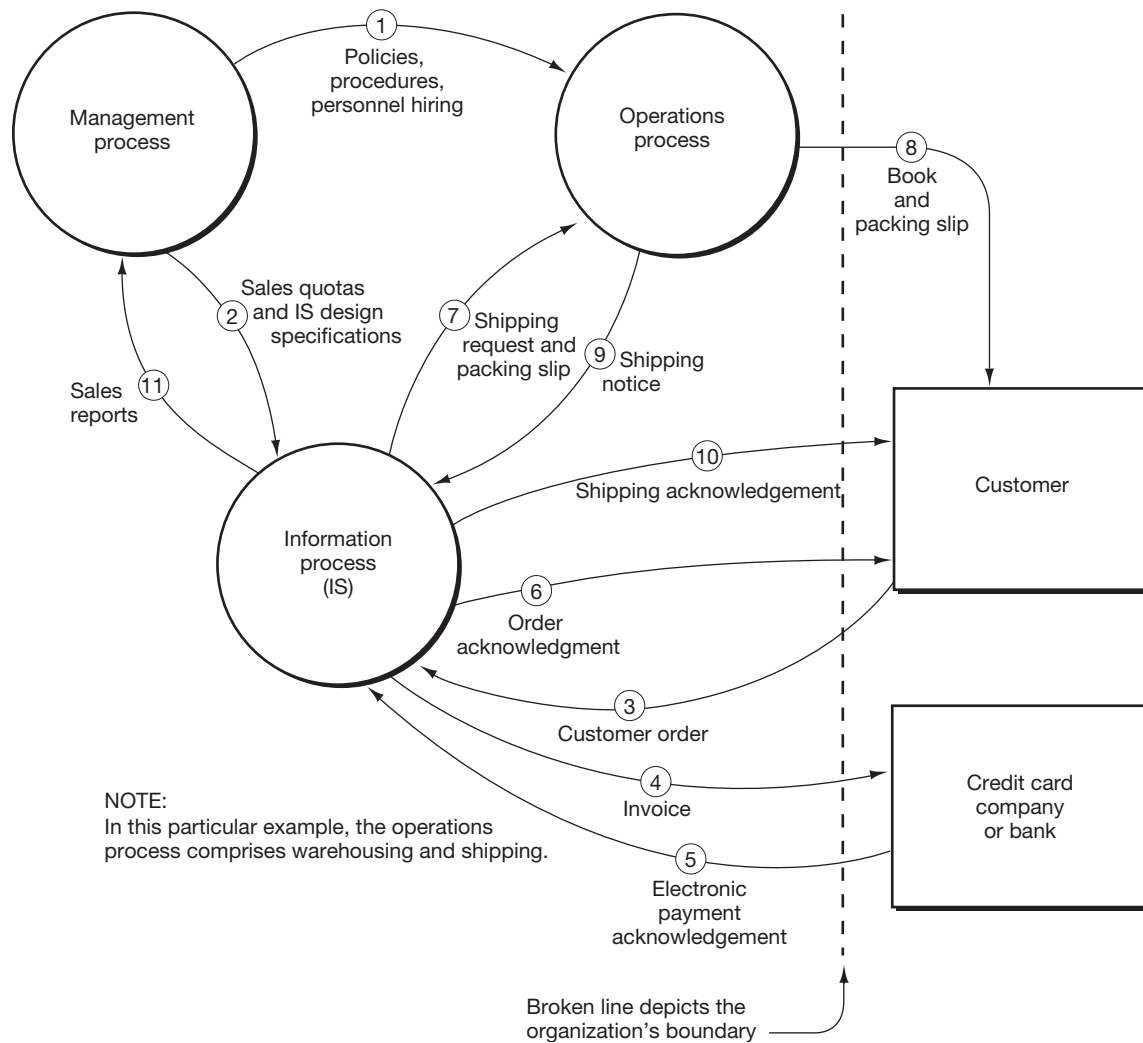 1
Policies,
procedures,
personnel hiring
Management
process
Operations
process
8
Book
and
packing slip
2
Sales quotas
and IS design
specifications
7
Shipping
request and
packing slip
9
Shipping
notice
11
Sales
reports
10
Shipping acknowledgement
Customer
Information
process
(IS)
6
Order
acknowledgment
3
Customer order
4
Invoice
Credit card
company
or bank
NOTE:
In this particular example, the operations
process comprises warehousing and shipping.
5
Electronic
payment
acknowledgement
Broken line depicts the
organization’s boundary